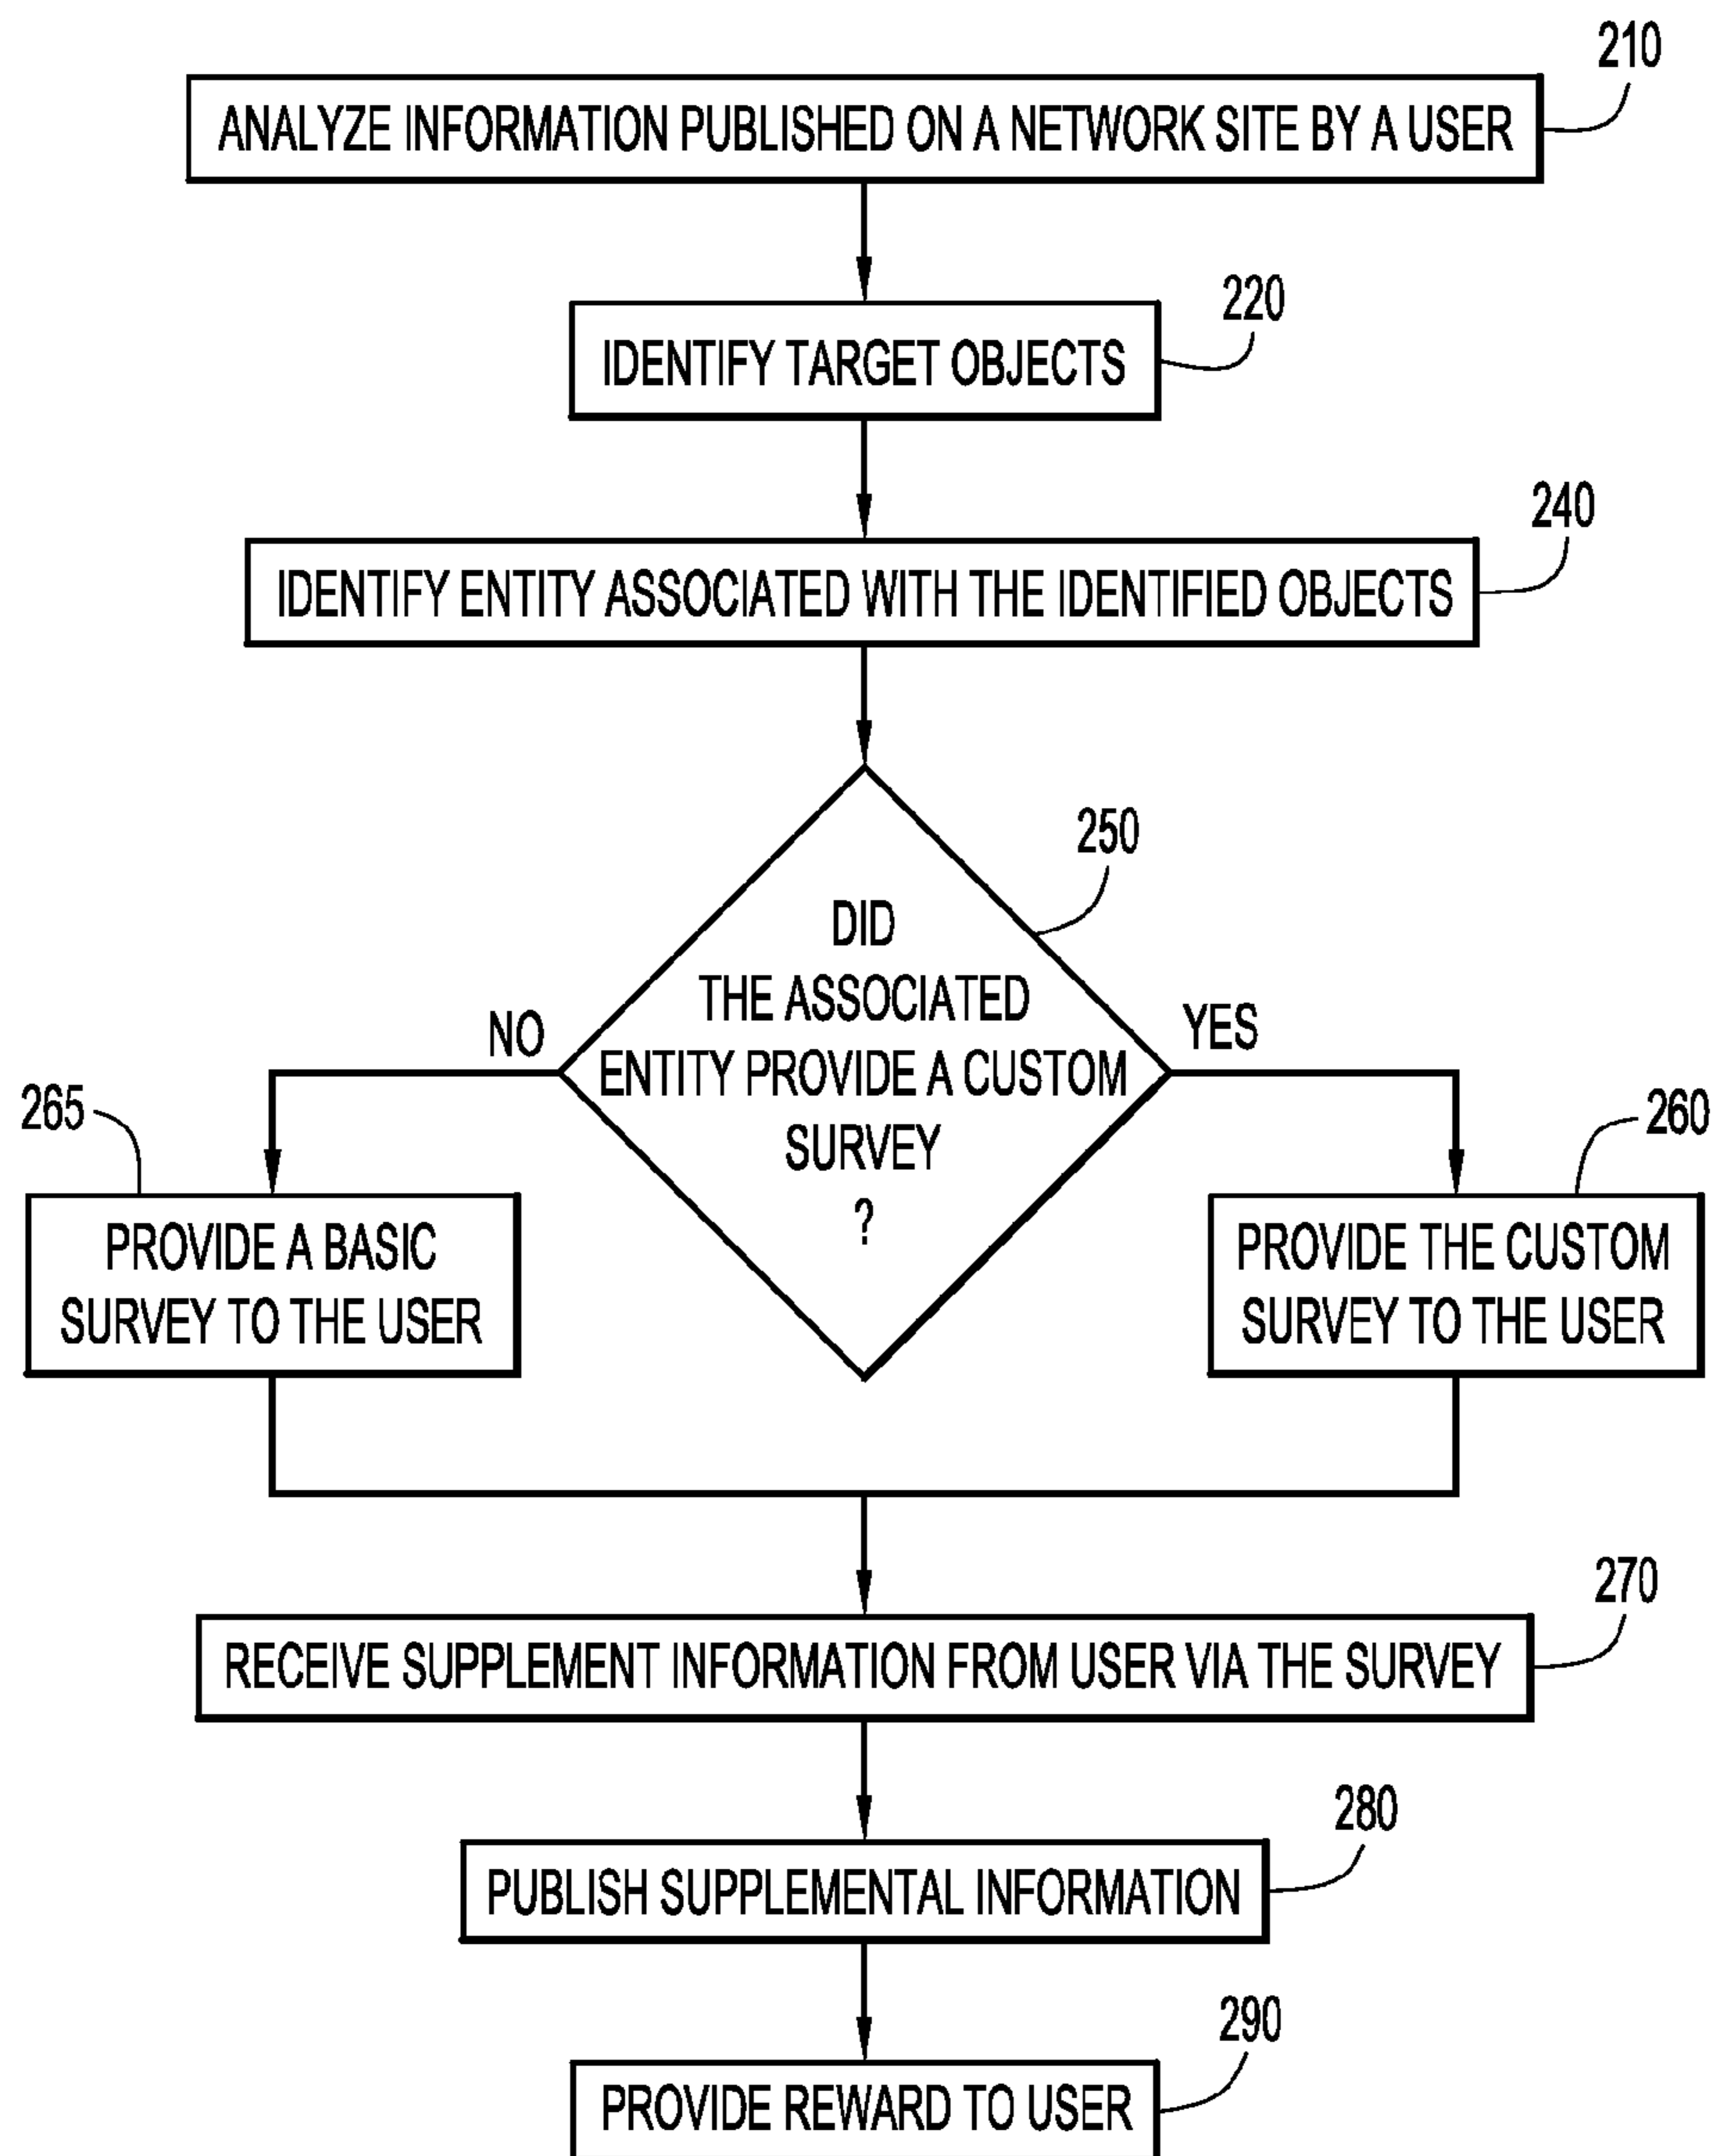 210
ANALYZE INFORMATION PUBLISHED ON A NETWORK SITE BY A USER
220
IDENTIFY TARGET OBJECTS
240
IDENTIFY ENTITY ASSOCIATED WITH THE IDENTIFIED OBJECTS
250
DID
THE ASSOCIATED
ENTITY PROVIDE A CUSTOM
SURVEY
?
NO
YES
265
PROVIDE A BASIC
SURVEY TO THE USER
260
PROVIDE THE CUSTOM
SURVEY TO THE USER
270
RECEIVE SUPPLEMENT INFORMATION FROM USER VIA THE SURVEY
280
PUBLISH SUPPLEMENTAL INFORMATION
290
PROVIDE REWARD TO USER